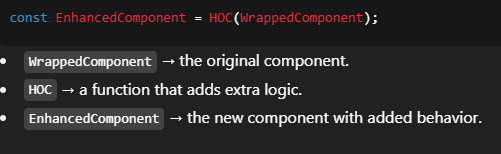 const EnhancedComponent = HOC(WrappedComponent);
• WrappedComponent → the original component.
• HOC → a function that adds extra logic.
• EnhancedComponent → the new component with added behavior.